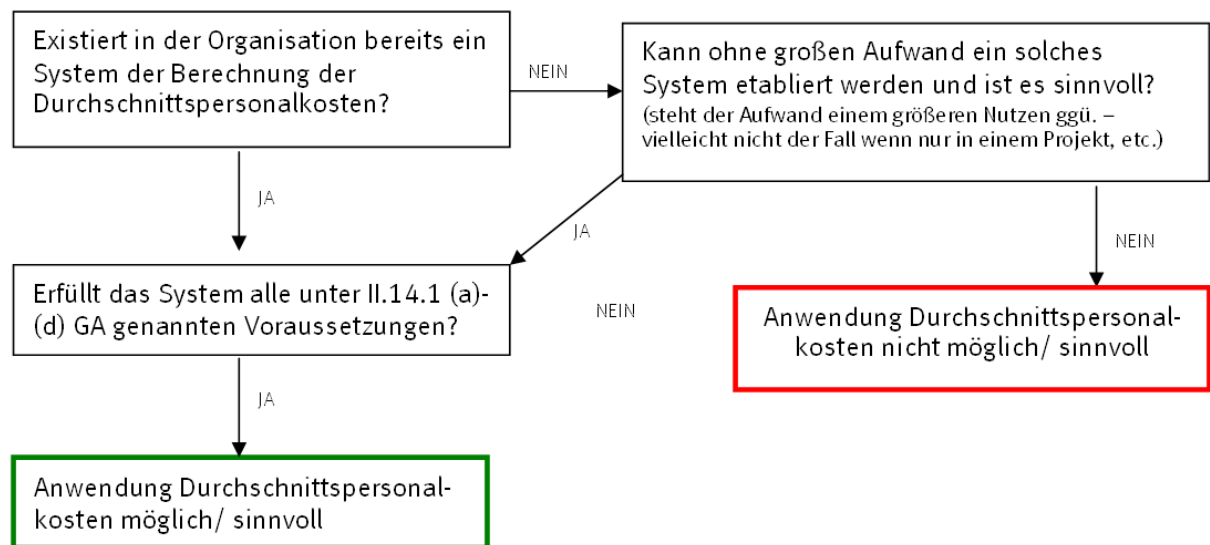 Existiert in der Organisation bereits ein
System der Berechnung der
Durchschnittspersonalkosten?
NEIN
Kann ohne großen Aufwand ein solches
System etabliert werden und ist es sinnvoll?
(steht der Aufwand einem größeren Nutzen ggü. –
vielleicht nicht der Fall wenn nur in einem Projekt, etc.)
JA
JA
NEIN
Erfüllt das System alle unter II.14.1 (a)-
(d) GA genannten Voraussetzungen?
NEIN
Anwendung Durchschnittspersonal-
kosten nicht möglich/ sinnvoll
JA
Anwendung Durchschnittspersonal-
kosten möglich/ sinnvoll